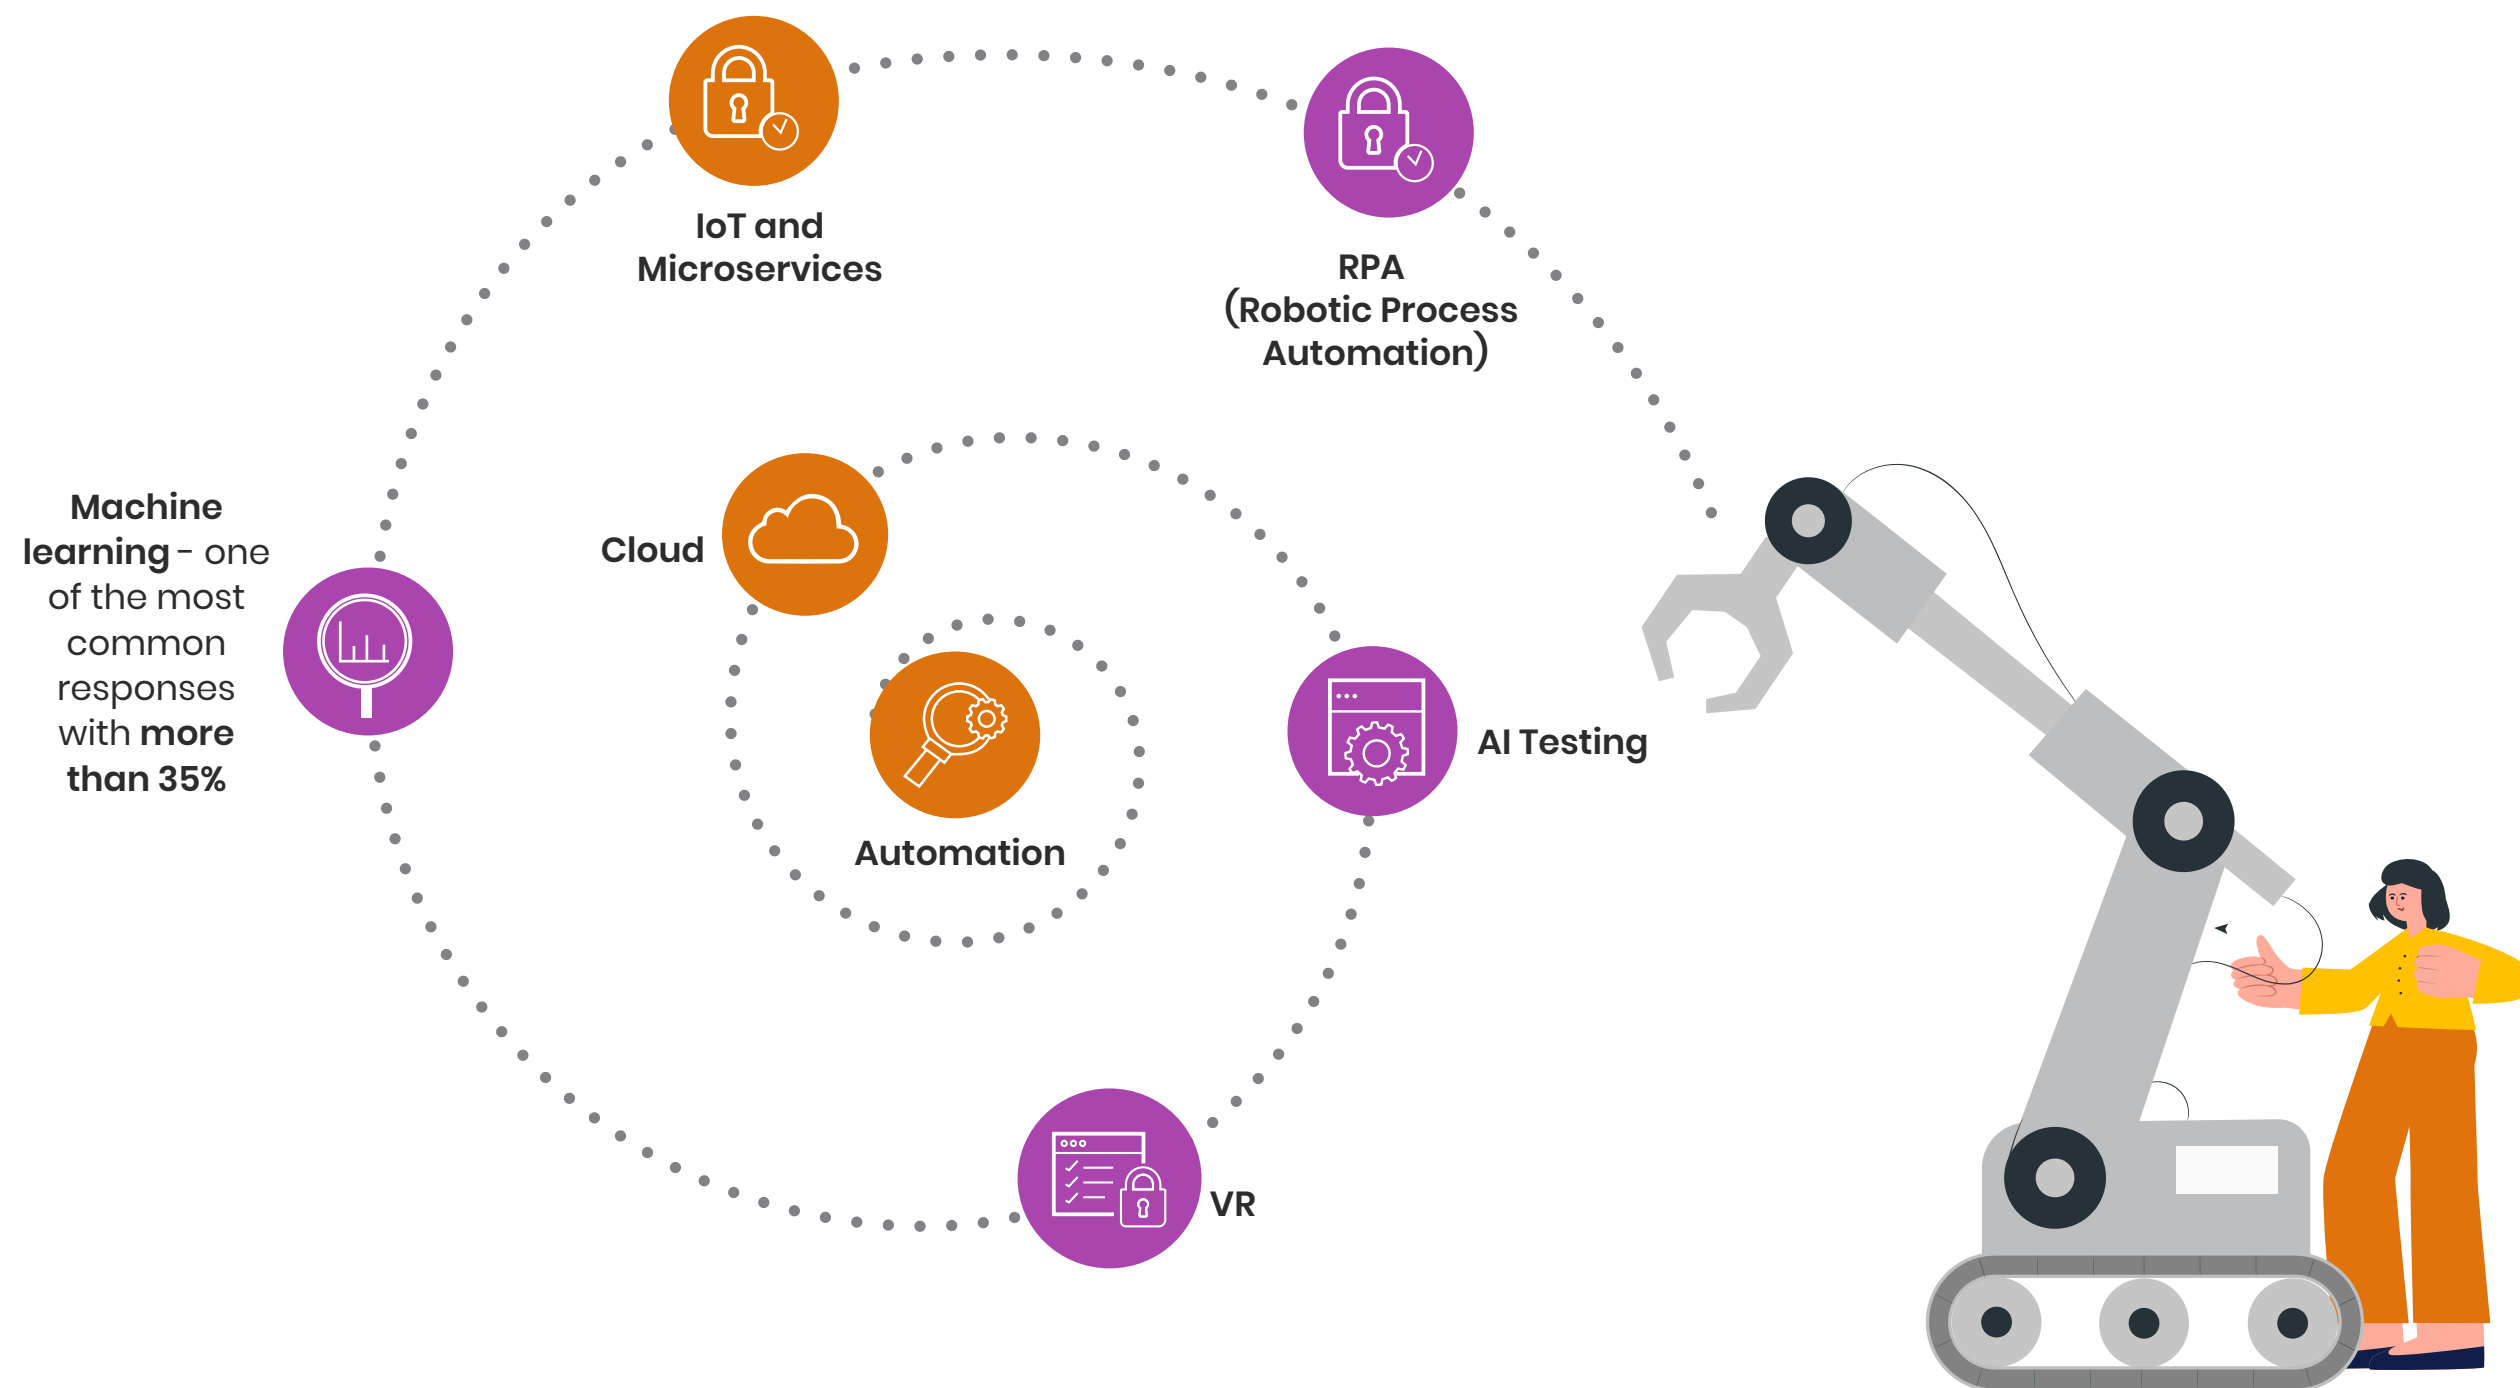 IoT and
Microservices
RPA
(Robotic Process
Automation)
Machine
learning - one
of the most
common
responses
with more
than 35%
Cloud
Automation
AI Testing
VR